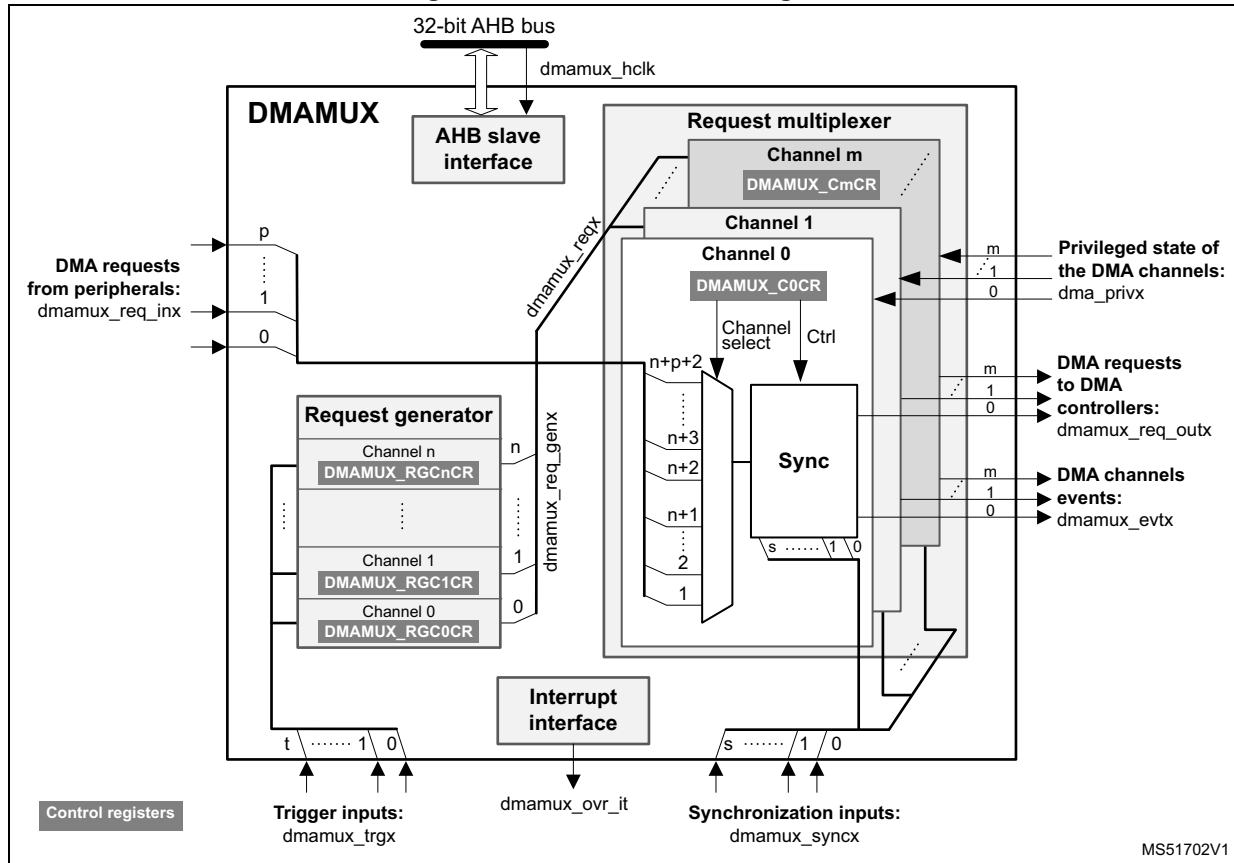 32-bit AHB bus
dmamux_hclk
DMAMUX
AHB slave
interface
Request multiplexer
Channel m
DMAMUX_CmCR
Channel 1
Channel 0
DMAMUX_C0CR
Channel
select
Ctrl
n+p+2
n+3
n+2
n+1
2
1
Sync
s ...... 1 0
p
1
0
DMA requests
from peripherals:
dmamux_req_inx
dmamux_reqx
Request generator
Channel n
DMAMUX_RGCnCR
Channel 1
DMAMUX_RGC1CR
Channel 0
DMAMUX_RGC0CR
n
1
0
dmamux_req_genx
m
1
0
Privileged state of
the DMA channels:
dma_privx
m
1
0
DMA requests
to DMA
controllers:
dmamux_req_outx
m
1
0
DMA channels
events:
dmamux_evtx
Interrupt
interface
t ....... 1 0
s ....... 1 0
Control registers
Trigger inputs:
dmamux_trgx
dmamux_ovr_it
Synchronization inputs:
dmamux_syncx
MS51702V1